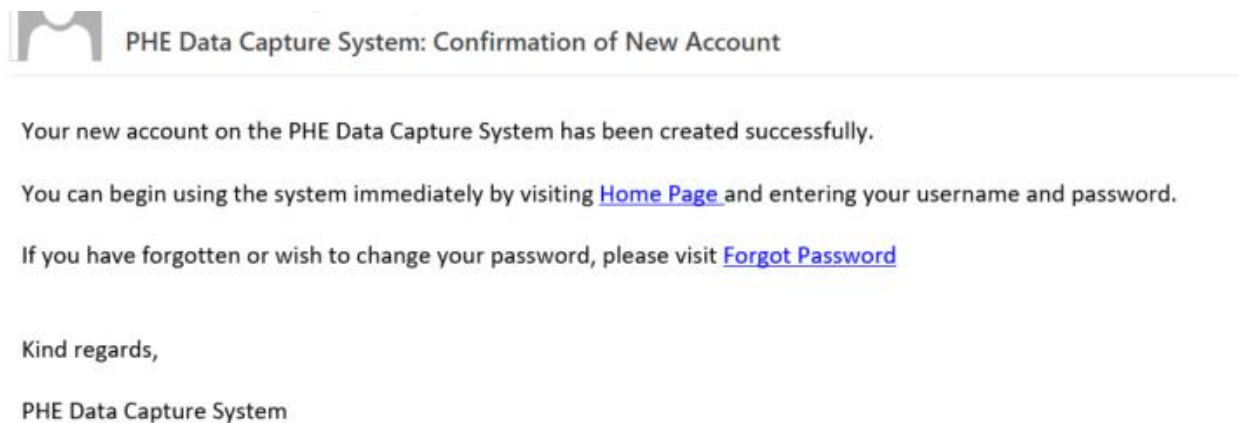 PHE Data Capture System: Confirmation of New Account
Your new account on the PHE Data Capture System has been created successfully.
You can begin using the system immediately by visiting Home Page and entering your username and password.
If you have forgotten or wish to change your password, please visit Forgot Password
Kind regards,
PHE Data Capture System